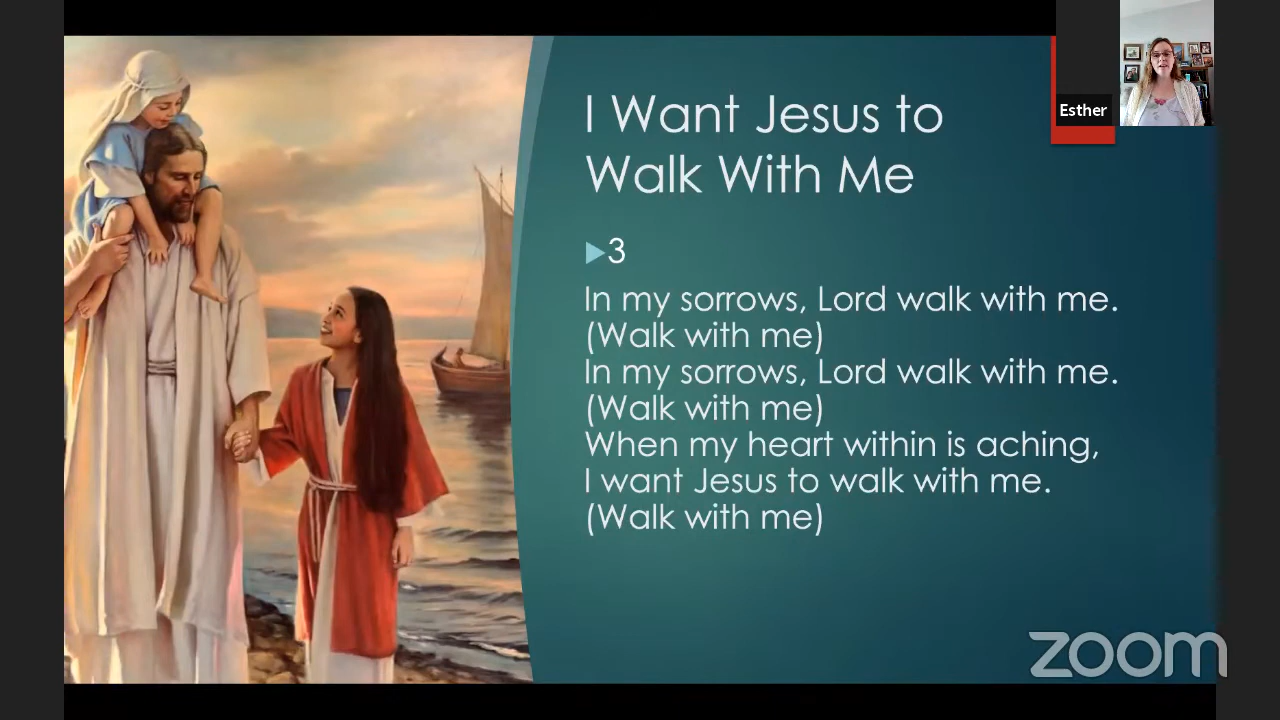 I Want Jesus to
Walk With Me
Esther
3
In my sorrows, Lord walk with me.
(Walk with me)
In my sorrows, Lord walk with me.
(Walk with me)
When my heart within is aching,
I want Jesus to walk with me.
(Walk with me)
zoom